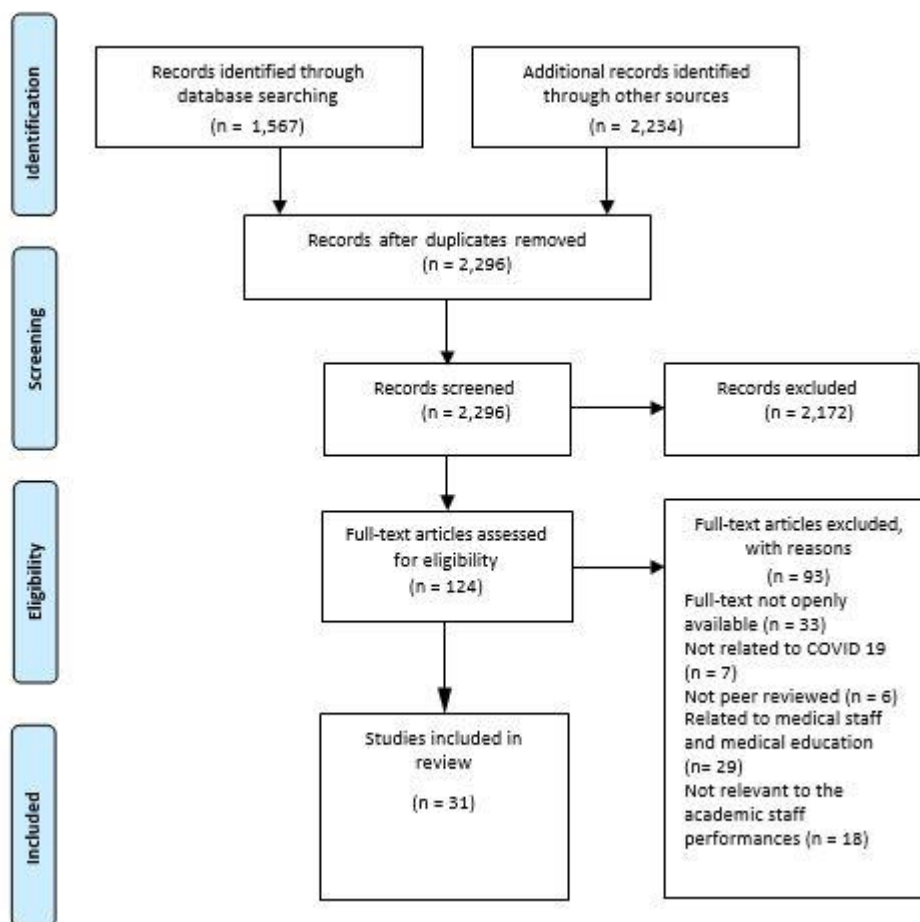 Identification
Records identified through
database searching
(n = 1,567)
Additional records identified
through other sources
(n = 2,234)
Records after duplicates removed
(n = 2,296)
Screening
Records screened
(n = 2,296)
Records excluded
(n = 2,172)
Eligibility
Full-text articles assessed
for eligibility
(n = 124)
Full-text articles excluded,
with reasons
(n = 93)
Full-text not openly
available (n = 33)
Not related to COVID 19
(n = 7)
Not peer reviewed (n = 6)
Related to medical staff
and medical education
(n= 29)
Not relevant to the
academic staff
performances (n = 18)
Included
Studies included in
review
(n = 31)